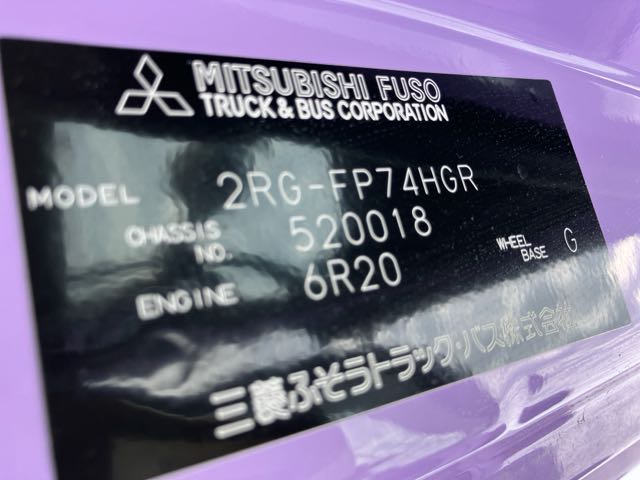 MITSUBISHI FUSO
TRUCK & BUS CORPORATION
MODEL 2RG-FP74HGR
CHASSIS NO. 520018
ENGINE 6R20
WHEEL BASE G
三菱ふそうトラック・バス株式会社